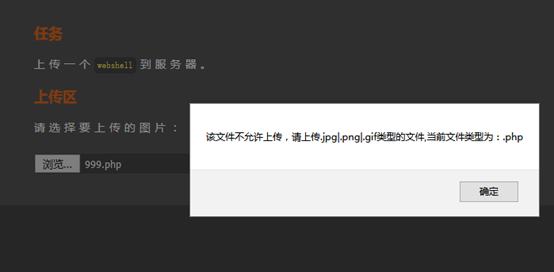 任务
上传一个 webshell 到服务器。
上传区
请选择要上传的图片：
浏览... 999.php
该文件不允许上传，请上传.jpg|.png|.gif类型的文件,当前文件类型为：.php
确定